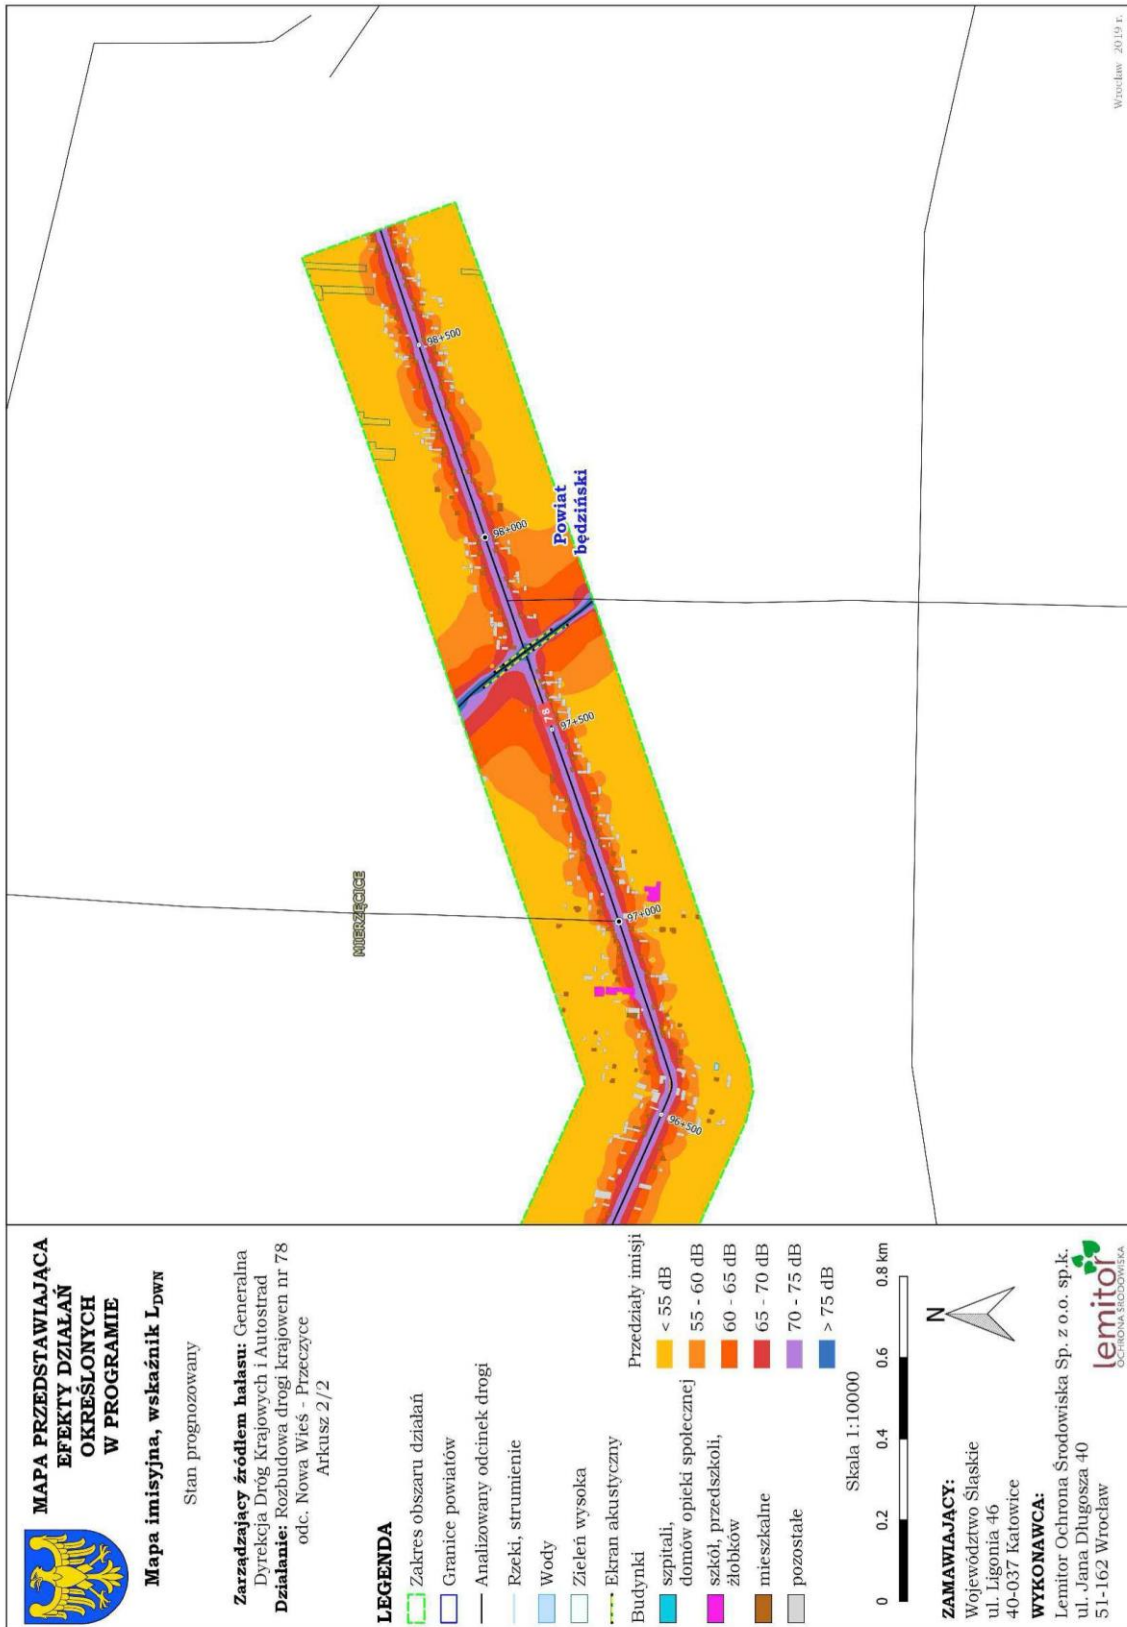 MAPA PRZEDSTAWIAJĄCA
EFEKTY DZIAŁAŃ
OKREŚLONYCH
W PROGRAMIE
Mapa imisyjna, wskaźnik LDWN
Stan prognozowany
Zarządzający źródłem hałasu: Generalna
Dyrekcja Dróg Krajowych i Autostrad
Działanie: Rozbudowa drogi krajowen nr 78
odc. Nowa Wieś - Przeczyce
Arkusz 2/2
LEGENDA
Zakres obszaru działań
Granice powiatów
Analizowany odcinek drogi
Rzeki, strumienie
Wody
Zieleń wysoka
Ekran akustyczny
Budynki
szpitali,
domów opieki społecznej
szkół, przedszkoli,
żłobków
mieszkalne
pozostałe
Przedziały imisji
< 55 dB
55 - 60 dB
60 - 65 dB
65 - 70 dB
70 - 75 dB
> 75 dB
Skala 1:10000
0 0.2 0.4 0.6 0.8 km
N
ZAMAWIAJĄCY:
Województwo Śląskie
ul. Ligonia 46
40-037 Katowice
WYKONAWCA:
Lemitor Ochrona Środowiska Sp. z o.o. sp.k.
ul. Jana Długosza 40
51-162 Wrocław
lemitor
OCHRONA ŚRODOWISKA
MIERZĘCICE
Powiat
będziński
96+500
97+000
97+500
78
98+000
98+500
Wrocław 2019 r.